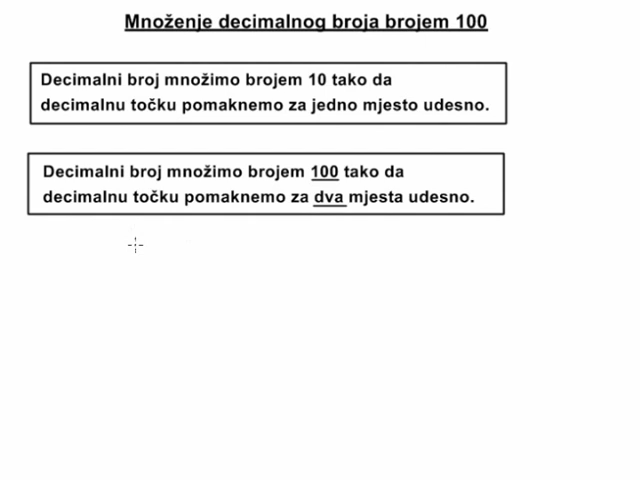 Množenje decimalnog broja brojem 100
Decimalni broj množimo brojem 10 tako da
decimalnu točku pomaknemo za jedno mjesto udesno.
Decimalni broj množimo brojem 100 tako da
decimalnu točku pomaknemo za dva mjesta udesno.